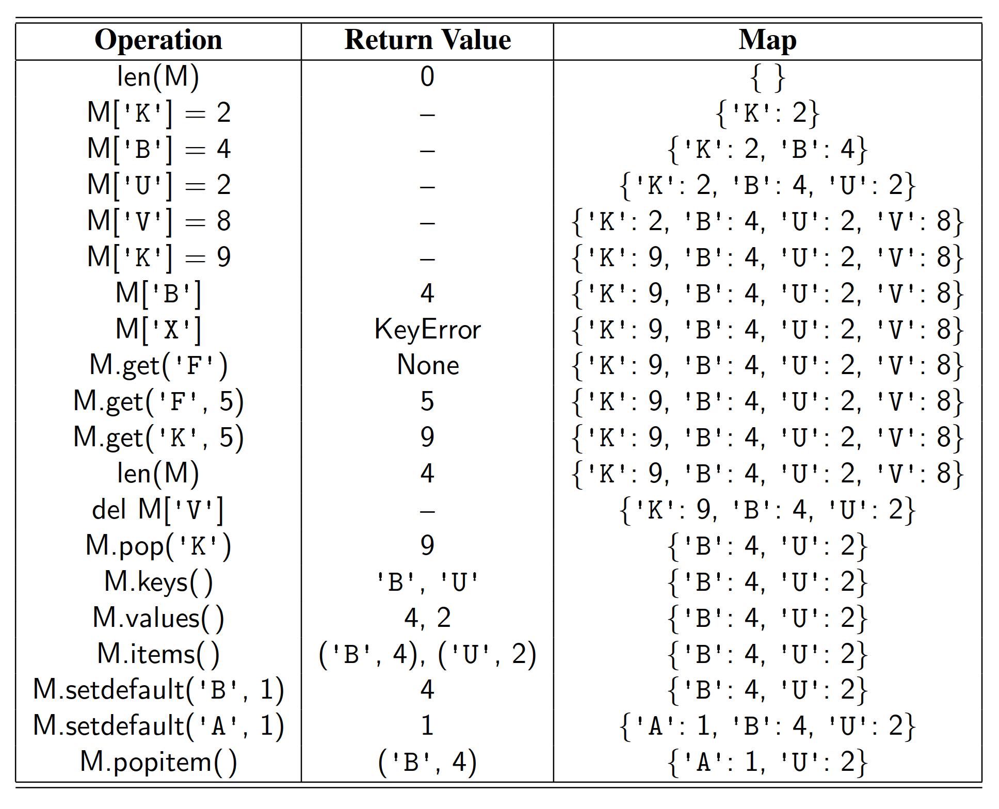 Operation Return Value Map
len(M) 0 { }
M['K'] = 2 – {'K': 2}
M['B'] = 4 – {'K': 2, 'B': 4}
M['U'] = 2 – {'K': 2, 'B': 4, 'U': 2}
M['V'] = 8 – {'K': 2, 'B': 4, 'U': 2, 'V': 8}
M['K'] = 9 – {'K': 9, 'B': 4, 'U': 2, 'V': 8}
M['B'] 4 {'K': 9, 'B': 4, 'U': 2, 'V': 8}
M['X'] KeyError {'K': 9, 'B': 4, 'U': 2, 'V': 8}
M.get('F') None {'K': 9, 'B': 4, 'U': 2, 'V': 8}
M.get('F', 5) 5 {'K': 9, 'B': 4, 'U': 2, 'V': 8}
M.get('K', 5) 9 {'K': 9, 'B': 4, 'U': 2, 'V': 8}
len(M) 4 {'K': 9, 'B': 4, 'U': 2, 'V': 8}
del M['V'] – {'K': 9, 'B': 4, 'U': 2}
M.pop('K') 9 {'B': 4, 'U': 2}
M.keys() 'B', 'U' {'B': 4, 'U': 2}
M.values() 4, 2 {'B': 4, 'U': 2}
M.items() ('B', 4), ('U', 2) {'B': 4, 'U': 2}
M.setdefault('B', 1) 4 {'B': 4, 'U': 2}
M.setdefault('A', 1) 1 {'A': 1, 'B': 4, 'U': 2}
M.popitem() ('B', 4) {'A': 1, 'U': 2}